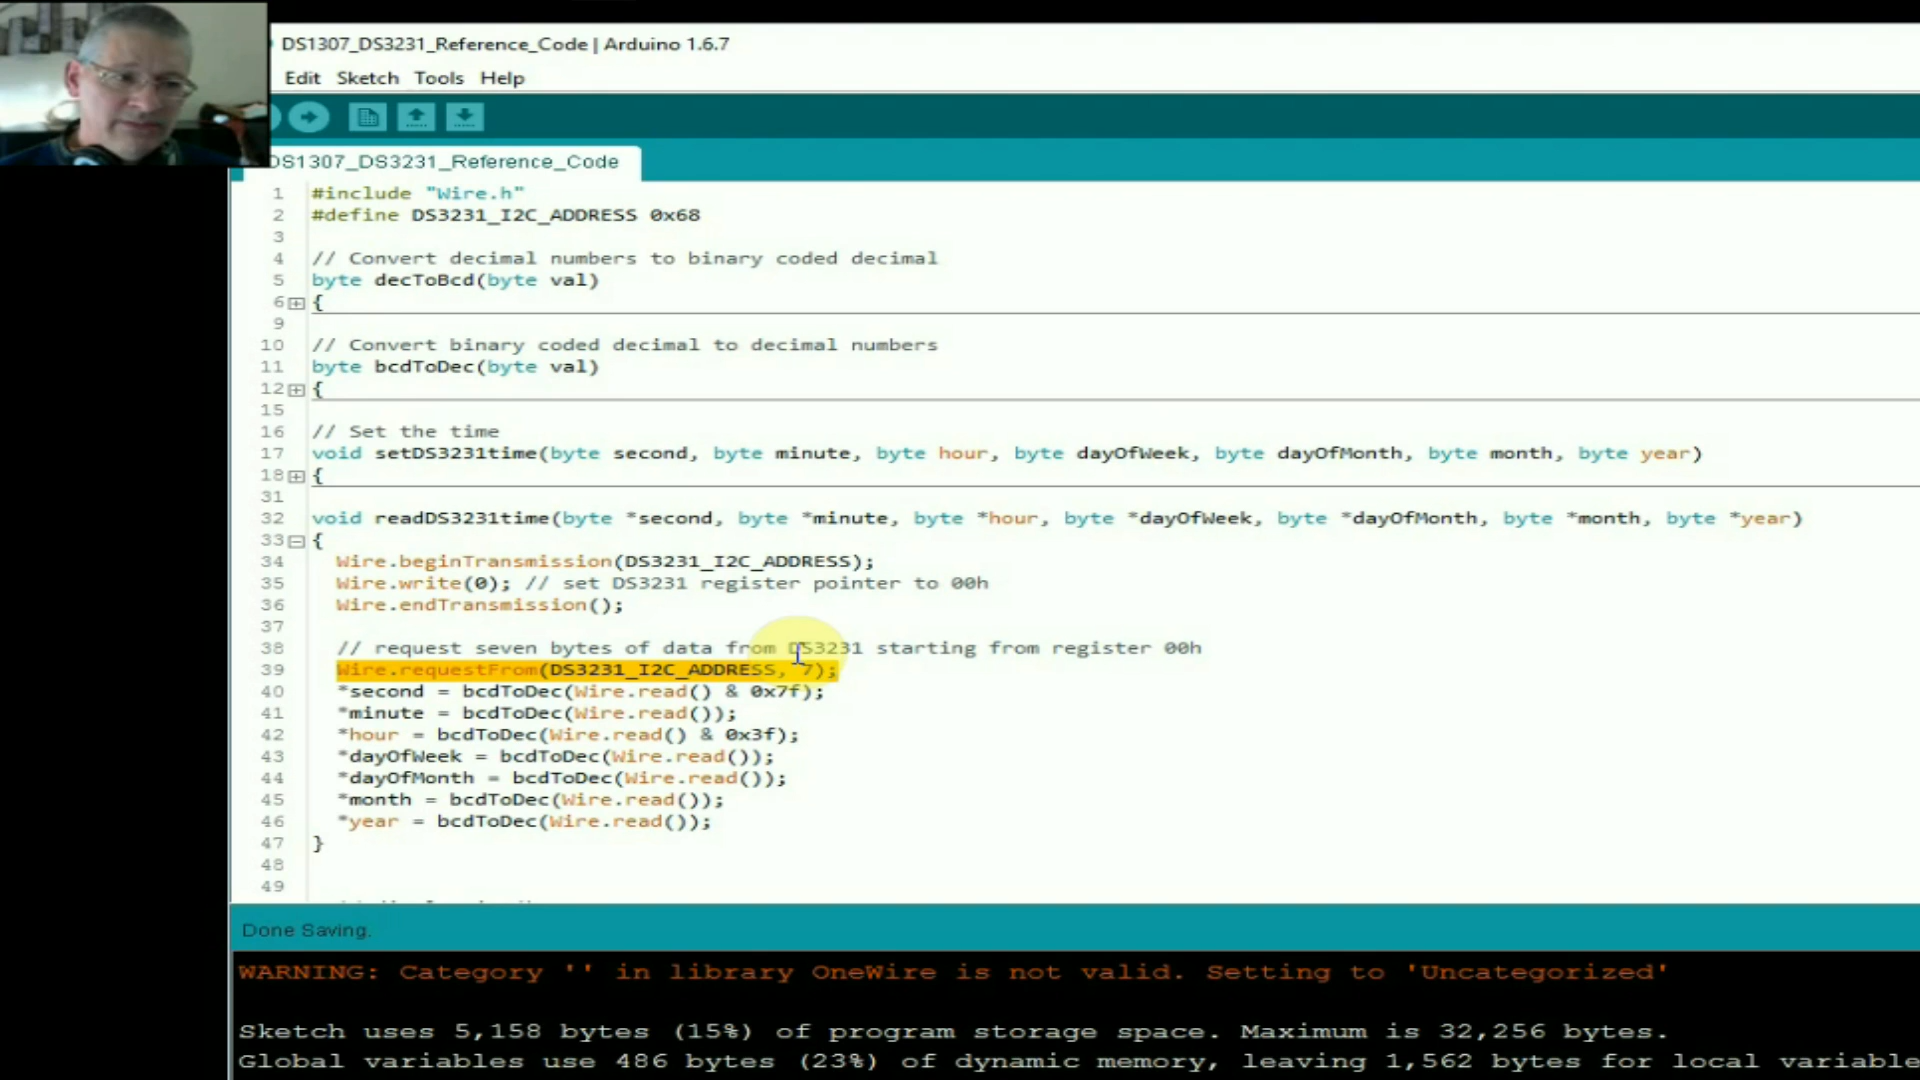 DS1307_DS3231_Reference_Code | Arduino 1.6.7
Edit Sketch Tools Help
DS1307_DS3231_Reference_Code
1 #include "Wire.h"
2 #define DS3231_I2C_ADDRESS 0x68
3
4 // Convert decimal numbers to binary coded decimal
5 byte decToBcd(byte val)
6 {
9
10 // Convert binary coded decimal to decimal numbers
11 byte bcdToDec(byte val)
12 {
15
16 // Set the time
17 void setDS3231time(byte second, byte minute, byte hour, byte dayOfWeek, byte dayOfMonth, byte month, byte year)
18 {
31
32 void readDS3231time(byte *second, byte *minute, byte *hour, byte *dayOfWeek, byte *dayOfMonth, byte *month, byte *year)
33 {
34 Wire.beginTransmission(DS3231_I2C_ADDRESS);
35 Wire.write(0); // set DS3231 register pointer to 00h
36 Wire.endTransmission();
37
38 // request seven bytes of data from DS3231 starting from register 00h
39 Wire.requestFrom(DS3231_I2C_ADDRESS, 7);
40 *second = bcdToDec(Wire.read() & 0x7f);
41 *minute = bcdToDec(Wire.read());
42 *hour = bcdToDec(Wire.read() & 0x3f);
43 *dayOfWeek = bcdToDec(Wire.read());
44 *dayOfMonth = bcdToDec(Wire.read());
45 *month = bcdToDec(Wire.read());
46 *year = bcdToDec(Wire.read());
47 }
48
49
Done Saving.
WARNING: Category '' in library OneWire is not valid. Setting to 'Uncategorized'
Sketch uses 5,158 bytes (15%) of program storage space. Maximum is 32,256 bytes.
Global variables use 486 bytes (23%) of dynamic memory, leaving 1,562 bytes for local variable